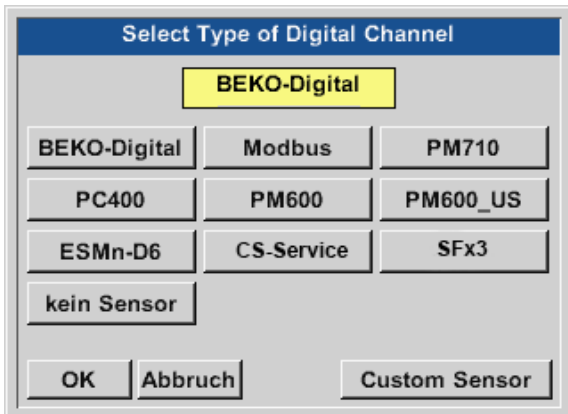 Select Type of Digital Channel
BEKO-Digital
BEKO-Digital Modbus PM710
PC400 PM600 PM600_US
ESMn-D6 CS-Service SFx3
kein Sensor
OK Abbruch Custom Sensor